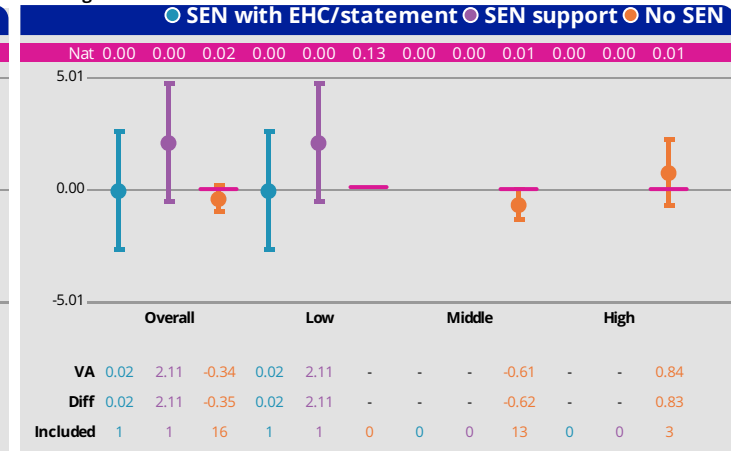 SEN with EHC/statement SEN support No SEN
Nat 0.00 0.00 0.02 0.00 0.00 0.13 0.00 0.00 0.01 0.00 0.00 0.01
5.01
0.00
-5.01
Overall Low Middle High
VA 0.02 2.11 -0.34 0.02 2.11 - - - -0.61 - - 0.84
Diff 0.02 2.11 -0.35 0.02 2.11 - - - -0.62 - - 0.83
Included 1 1 16 1 1 0 0 0 13 0 0 3